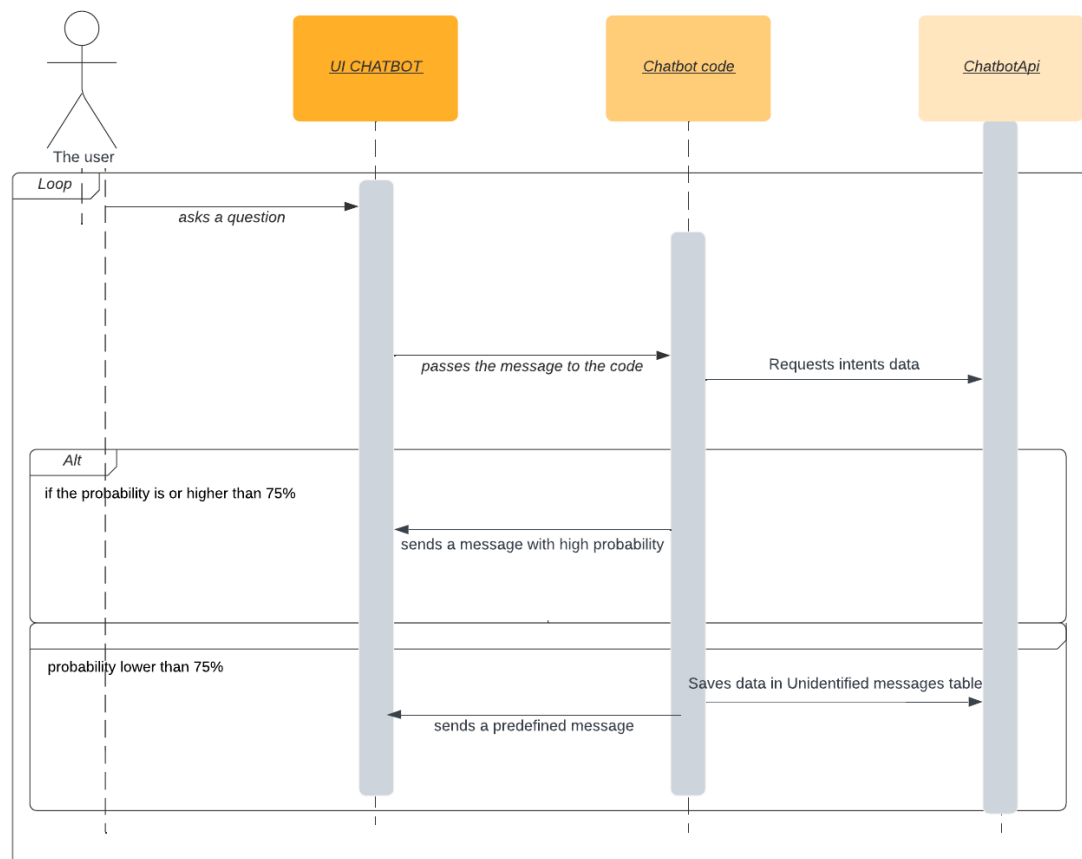 UI CHATBOT
Chatbot code
ChatbotApi
The user
Loop
asks a question
passes the message to the code
Requests intents data
Alt
if the probability is or higher than 75%
sends a message with high probability
probability lower than 75%
Saves data in Unidentified messages table
sends a predefined message